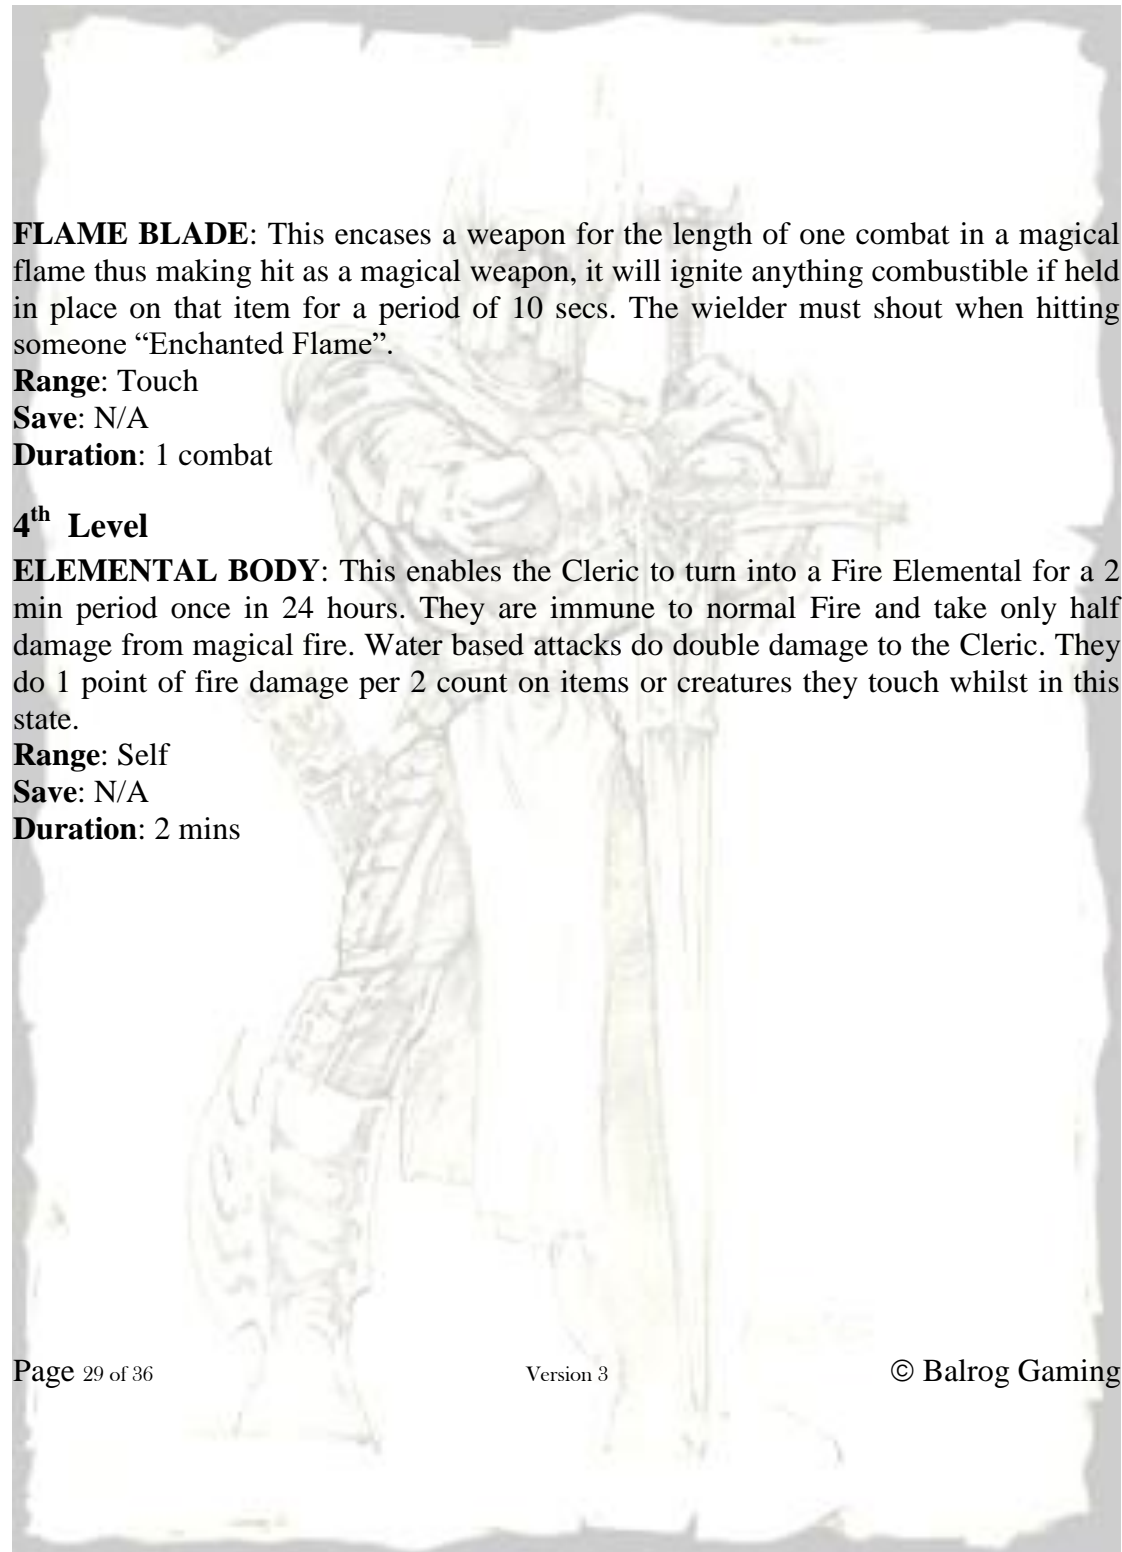 FLAME BLADE: This encases a weapon for the length of one combat in a magical
flame thus making hit as a magical weapon, it will ignite anything combustible if held
in place on that item for a period of 10 secs. The wielder must shout when hitting
someone “Enchanted Flame”.
Range: Touch
Save: N/A
Duration: 1 combat
4th Level
ELEMENTAL BODY: This enables the Cleric to turn into a Fire Elemental for a 2
min period once in 24 hours. They are immune to normal Fire and take only half
damage from magical fire. Water based attacks do double damage to the Cleric. They
do 1 point of fire damage per 2 count on items or creatures they touch whilst in this
state.
Range: Self
Save: N/A
Duration: 2 mins
Page 29 of 36 Version 3 © Balrog Gaming